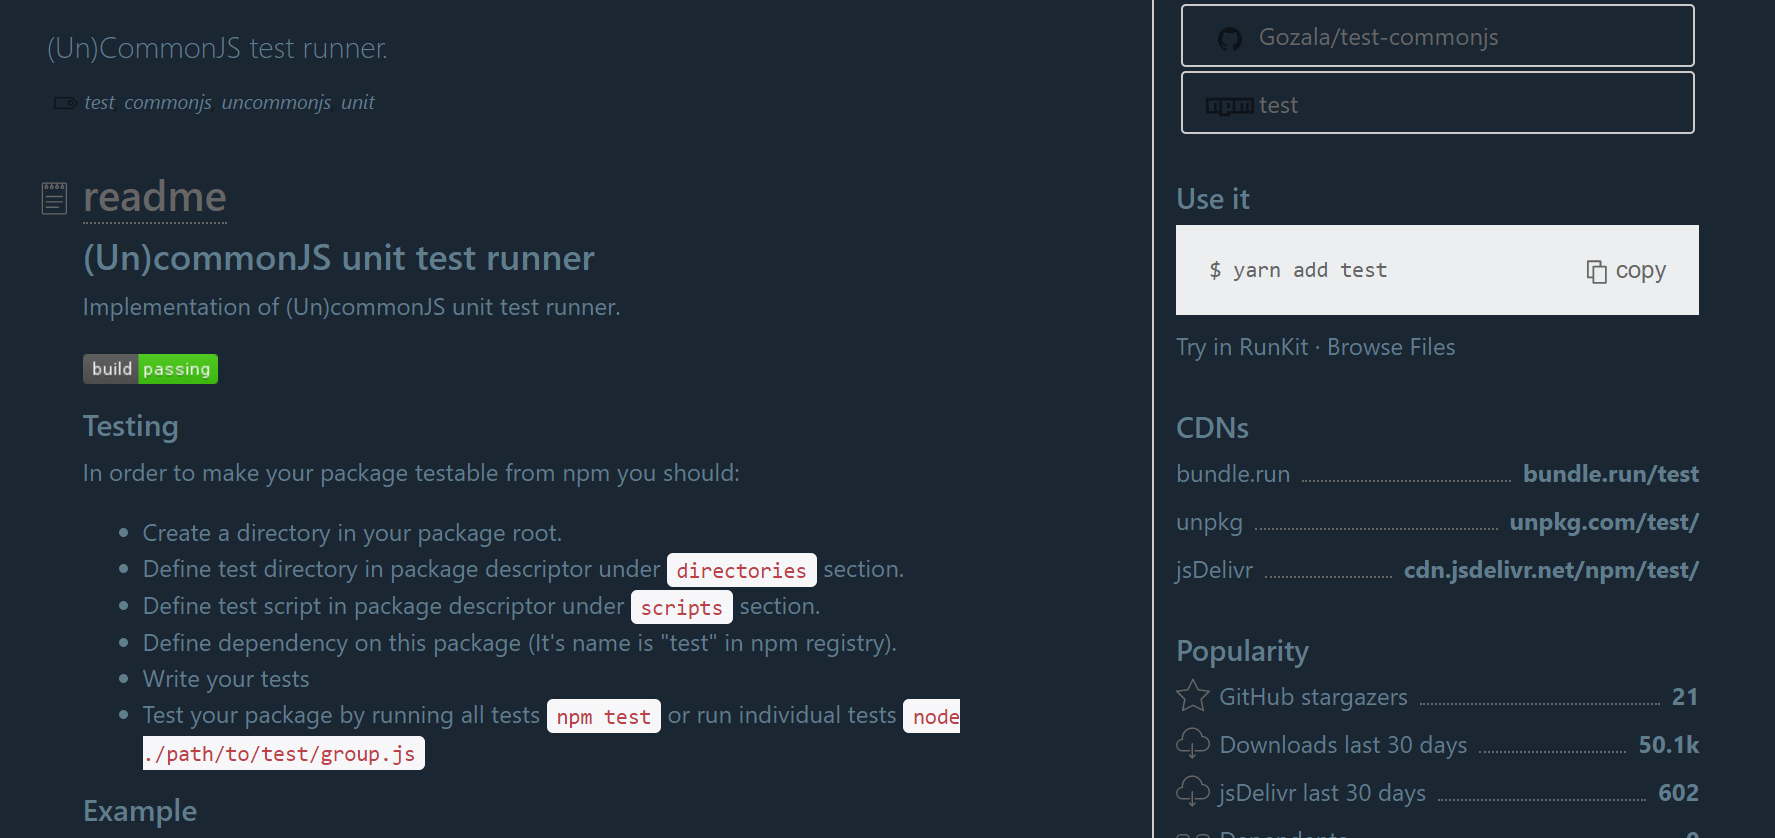 (Un)CommonJS test runner.
test commonjs uncommonjs unit
readme
(Un)commonJS unit test runner
Implementation of (Un)commonJS unit test runner.
build passing
Testing
In order to make your package testable from npm you should:
Create a directory in your package root.
Define test directory in package descriptor under directories section.
Define test script in package descriptor under scripts section.
Define dependency on this package (It's name is "test" in npm registry).
Write your tests
Test your package by running all tests npm test or run individual tests node
./path/to/test/group.js
Example
Gozala/test-commonjs
npm test
Use it
$ yarn add test copy
Try in RunKit · Browse Files
CDNs
bundle.run bundle.run/test
unpkg unpkg.com/test/
jsDelivr cdn.jsdelivr.net/npm/test/
Popularity
GitHub stargazers 21
Downloads last 30 days 50.1k
jsDelivr last 30 days 602
Dependents 0